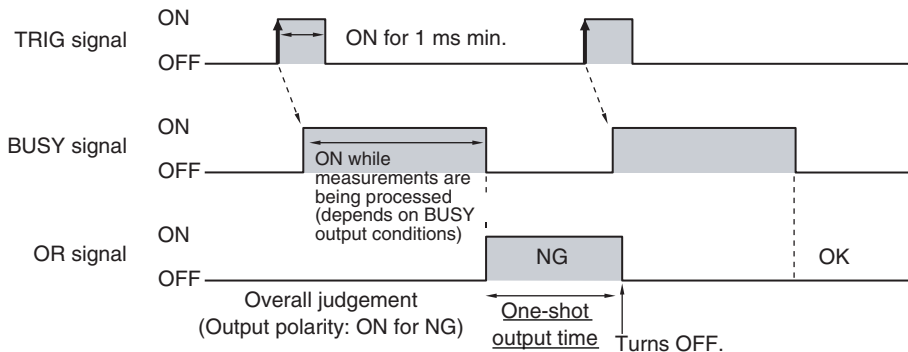 ON
TRIG signal
ON for 1 ms min.
OFF
ON
BUSY signal
OFF
ON while
measurements are
being processed
(depends on BUSY
output conditions)
ON
OR signal
NG
OK
OFF
Overall judgement
(Output polarity: ON for NG)
One-shot
output time
Turns OFF.